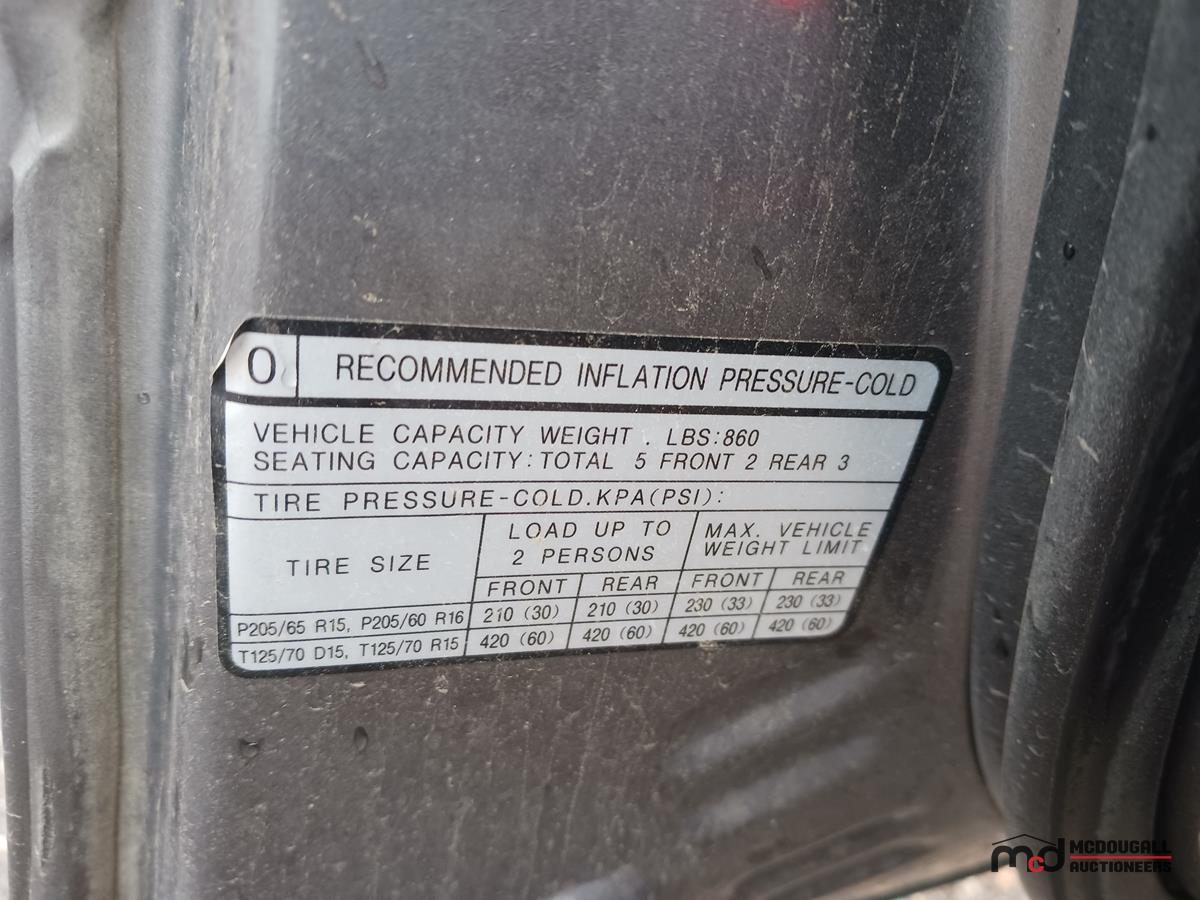 O RECOMMENDED INFLATION PRESSURE-COLD
VEHICLE CAPACITY WEIGHT . LBS:860
SEATING CAPACITY:TOTAL 5 FRONT 2 REAR 3
TIRE PRESSURE-COLD.KPA(PSI):
TIRE SIZE
LOAD UP TO
2 PERSONS
MAX. VEHICLE
WEIGHT LIMIT
FRONT REAR FRONT REAR
P205/65 R15, P205/60 R16 210 (30) 210 (30) 230 (33) 230 (33)
T125/70 D15, T125/70 R15 420 (60) 420 (60) 420 (60) 420 (60)
mcd MCDOUGALL
AUCTIONEERS